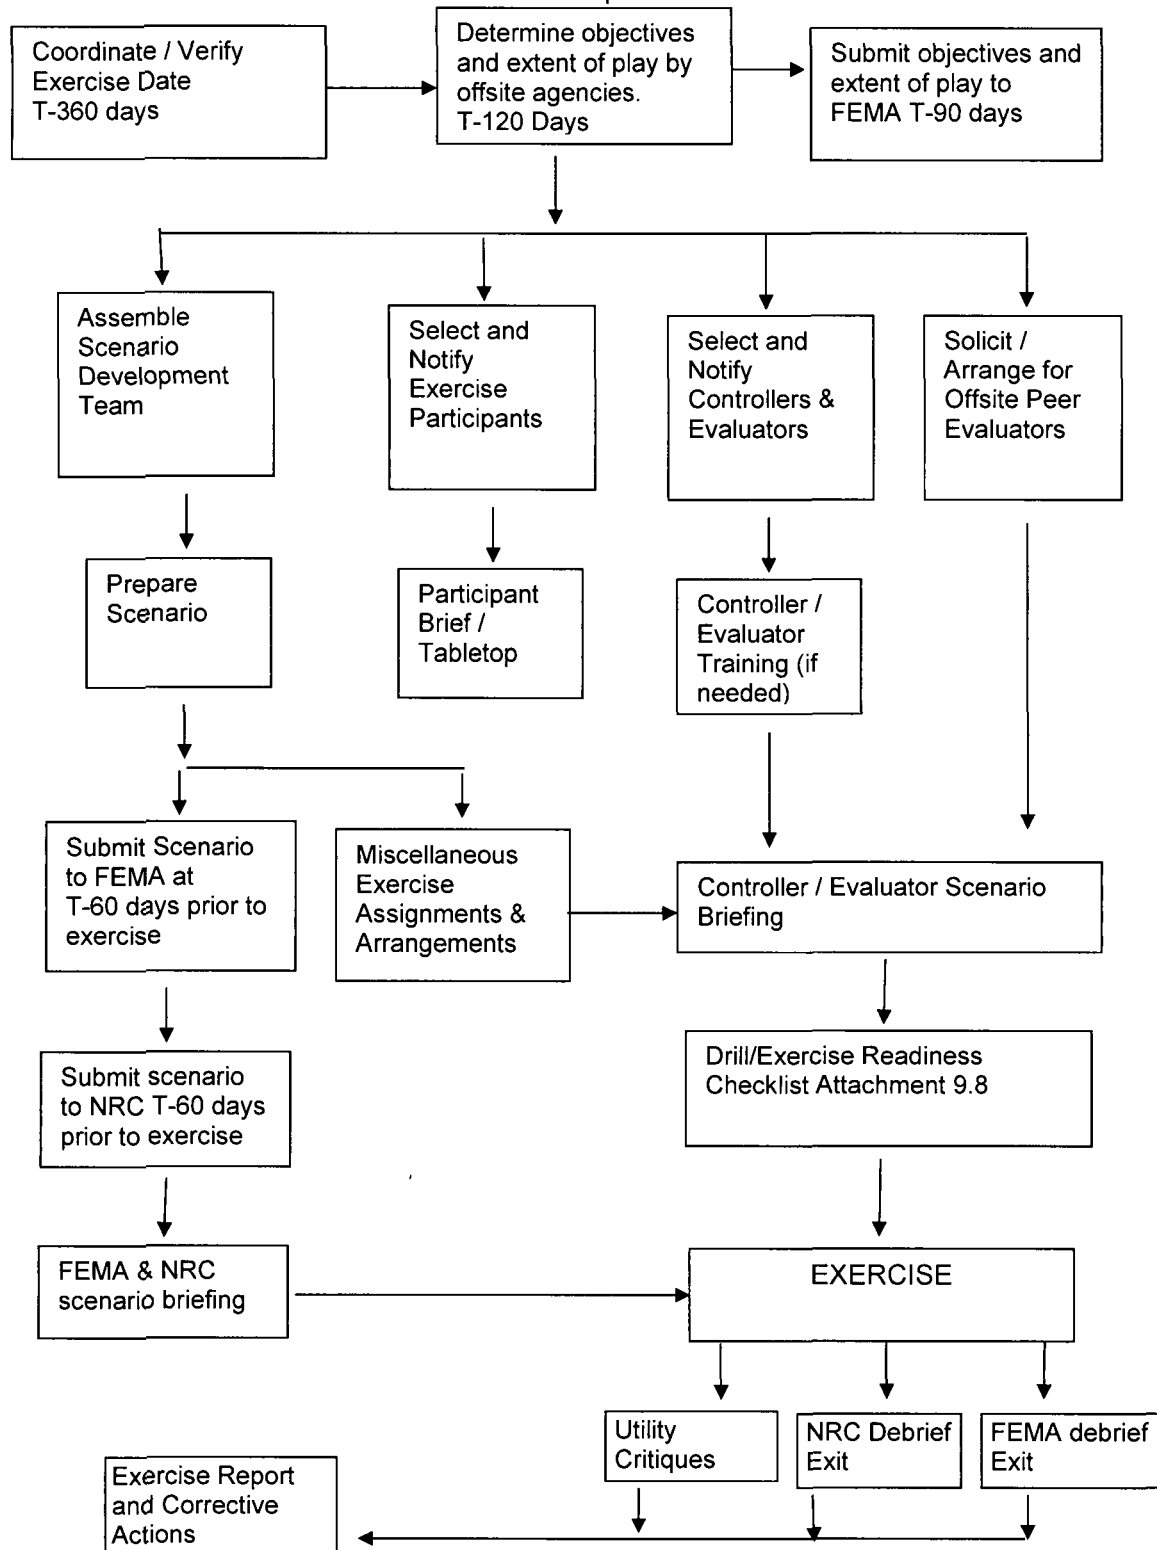 Coordinate / Verify
Exercise Date
T-360 days
Determine objectives
and extent of play by
offsite agencies.
T-120 Days
Submit objectives and
extent of play to
FEMA T-90 days
Assemble
Scenario
Development
Team
Select and
Notify
Exercise
Participants
Select and
Notify
Controllers &
Evaluators
Solicit /
Arrange for
Offsite Peer
Evaluators
Prepare
Scenario
Participant
Brief /
Tabletop
Controller /
Evaluator
Training (if
needed)
Submit Scenario
to FEMA at
T-60 days prior to
exercise
Miscellaneous
Exercise
Assignments &
Arrangements
Controller / Evaluator Scenario
Briefing
Submit scenario
to NRC T-60 days
prior to exercise
Drill/Exercise Readiness
Checklist Attachment 9.8
FEMA & NRC
scenario briefing
EXERCISE
Utility
Critiques
NRC Debrief
Exit
FEMA debrief
Exit
Exercise Report
and Corrective
Actions